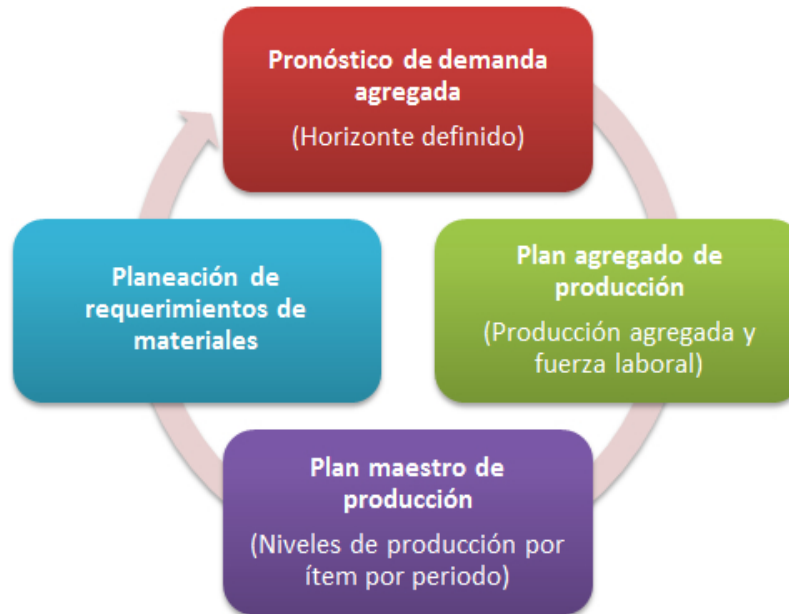 Pronóstico de demanda
agregada
(Horizonte definido)
Plan agregado de
producción
(Producción agregada y
fuerza laboral)
Plan maestro de
producción
(Niveles de producción por
ítem por periodo)
Planeación de
requerimientos de
materiales